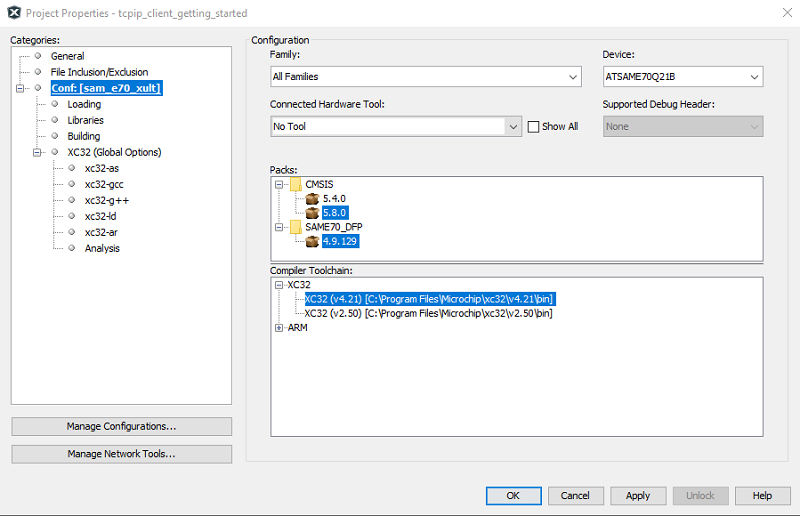 Project Properties - tcpip_client_getting_started
Categories:
General
File Inclusion/Exclusion
Conf: [sam_e70_xult]
Loading
Libraries
Building
XC32 (Global Options)
xc32-as
xc32-gcc
xc32-g++
xc32-ld
xc32-ar
Analysis
Manage Configurations...
Manage Network Tools...
Configuration
Family:
Device:
All Families
ATSAME70Q21B
Connected Hardware Tool:
Supported Debug Header:
No Tool
Show All
None
Packs:
CMSIS
5.4.0
5.8.0
SAME70_DFP
4.9.129
Compiler Toolchain:
XC32
XC32 (v4.21) [C:\Program Files\Microchip\xc32\v4.21\bin]
XC32 (v2.50) [C:\Program Files\Microchip\xc32\v2.50\bin]
ARM
OK
Cancel
Apply
Unlock
Help